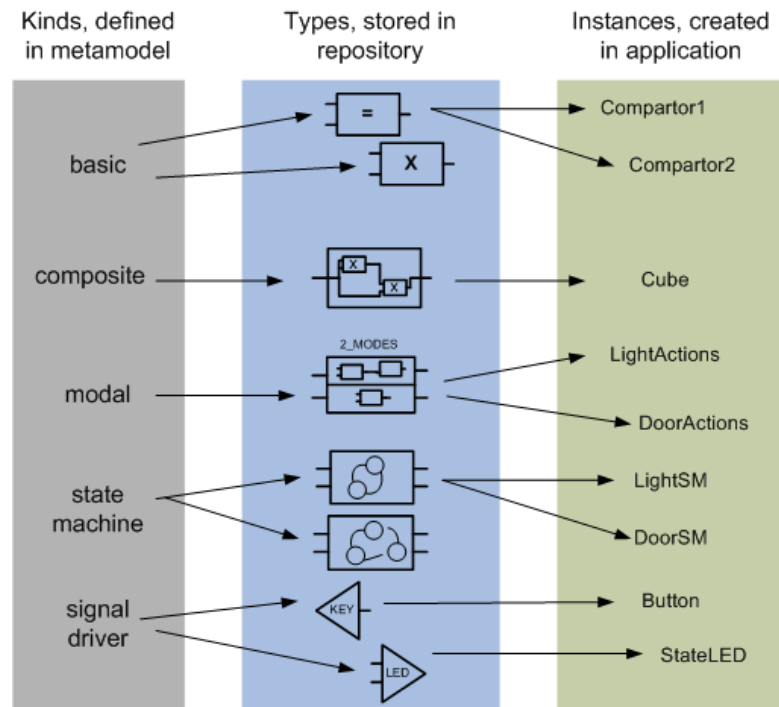 Kinds, defined
in metamodel
Types, stored in
repository
Instances, created
in application
basic
=
X
Compartor1
Compartor2
composite
X
X
Cube
modal
2_MODES
LightActions
DoorActions
state
machine
LightSM
DoorSM
signal
driver
KEY
LED
Button
StateLED